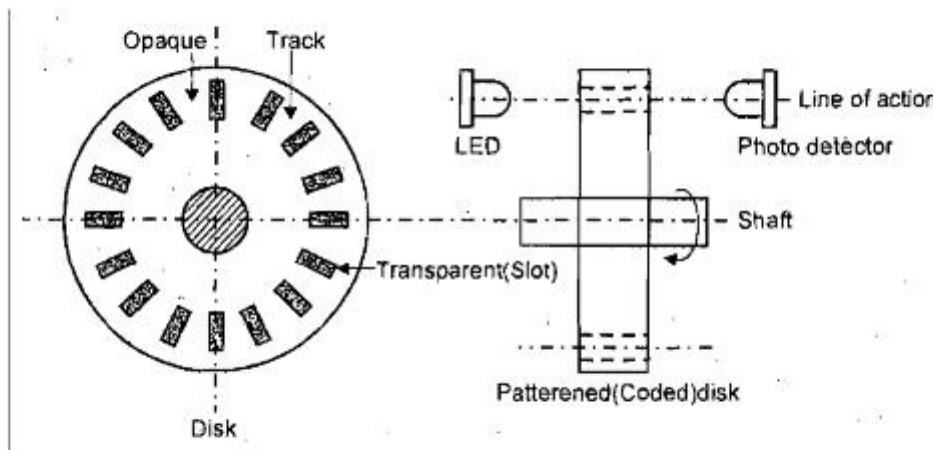 Opaque
Track
Line of action
LED
Photo detector
Shaft
Transparent(Slot)
Patterened(Coded)disk
Disk